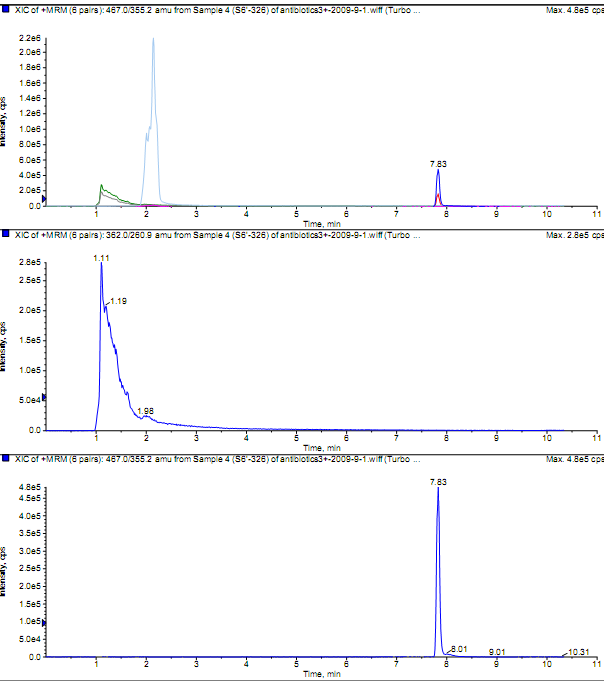 XIC of +MRM (6 pairs): 467.0/355.2 amu from Sample 4 (S6'-326) of antibiotics3+-2009-9-1.wiff (Turbo ... Max. 4.8e5 cps
Intensity, cps
2.2e6
2.0e6
1.8e6
1.6e6
1.4e6
1.2e6
1.0e6
8.0e5
6.0e5
4.0e5
2.0e5
0.0
7.83
1 2 3 4 5 6 7 8 9 10 11
Time, min
XIC of +MRM (6 pairs): 362.0/260.9 amu from Sample 4 (S6'-326) of antibiotics3+-2009-9-1.wiff (Turbo ... Max. 2.8e5 cps
Intensity, cps
2.8e5
2.5e5
2.0e5
1.5e5
1.0e5
5.0e4
0.0
1.11
1.19
1.98
1 2 3 4 5 6 7 8 9 10 11
Time, min
XIC of +MRM (6 pairs): 467.0/355.2 amu from Sample 4 (S6'-326) of antibiotics3+-2009-9-1.wiff (Turbo ... Max. 4.8e5 cps
Intensity, cps
4.8e5
4.5e5
4.0e5
3.5e5
3.0e5
2.5e5
2.0e5
1.5e5
1.0e5
5.0e4
0.0
7.83
8.01
9.01
10.31
1 2 3 4 5 6 7 8 9 10 11
Time, min